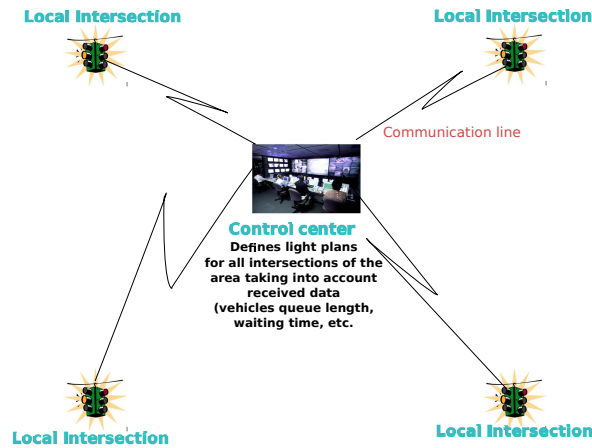 Local Intersection
Local Intersection
Communication line
Control center
Defines light plans
for all intersections of the
area taking into account
received data
(vehicles queue length,
waiting time, etc.
Local Intersection
Local Intersection